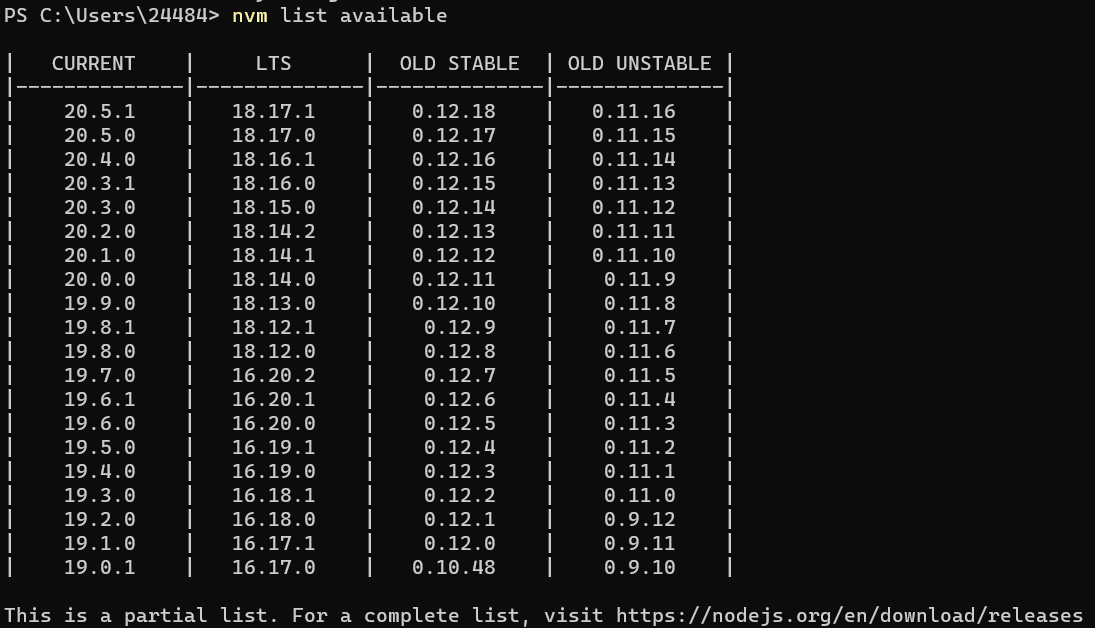 PS C:\Users\24484> nvm list available
|   CURRENT    |     LTS      |  OLD STABLE  | OLD UNSTABLE |
|--------------|--------------|--------------|--------------|
|    20.5.1    |   18.17.1    |   0.12.18    |   0.11.16    |
|    20.5.0    |   18.17.0    |   0.12.17    |   0.11.15    |
|    20.4.0    |   18.16.1    |   0.12.16    |   0.11.14    |
|    20.3.1    |   18.16.0    |   0.12.15    |   0.11.13    |
|    20.3.0    |   18.15.0    |   0.12.14    |   0.11.12    |
|    20.2.0    |   18.14.2    |   0.12.13    |   0.11.11    |
|    20.1.0    |   18.14.1    |   0.12.12    |   0.11.10    |
|    20.0.0    |   18.14.0    |   0.12.11    |    0.11.9    |
|    19.9.0    |   18.13.0    |   0.12.10    |    0.11.8    |
|    19.8.1    |   18.12.1    |    0.12.9    |    0.11.7    |
|    19.8.0    |   18.12.0    |    0.12.8    |    0.11.6    |
|    19.7.0    |   16.20.2    |    0.12.7    |    0.11.5    |
|    19.6.1    |   16.20.1    |    0.12.6    |    0.11.4    |
|    19.6.0    |   16.20.0    |    0.12.5    |    0.11.3    |
|    19.5.0    |   16.19.1    |    0.12.4    |    0.11.2    |
|    19.4.0    |   16.19.0    |    0.12.3    |    0.11.1    |
|    19.3.0    |   16.18.1    |    0.12.2    |    0.11.0    |
|    19.2.0    |   16.18.0    |    0.12.1    |    0.9.12    |
|    19.1.0    |   16.17.1    |    0.12.0    |    0.9.11    |
|    19.0.1    |   16.17.0    |   0.10.48    |    0.9.10    |
This is a partial list. For a complete list, visit https://nodejs.org/en/download/releases